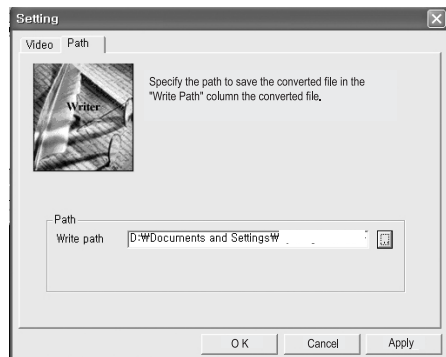 Setting
Video Path
Writer
Specify the path to save the converted file in the
"Write Path" column the converted file.
Path
Write path D:₩Documents and Settings₩
OK Cancel Apply